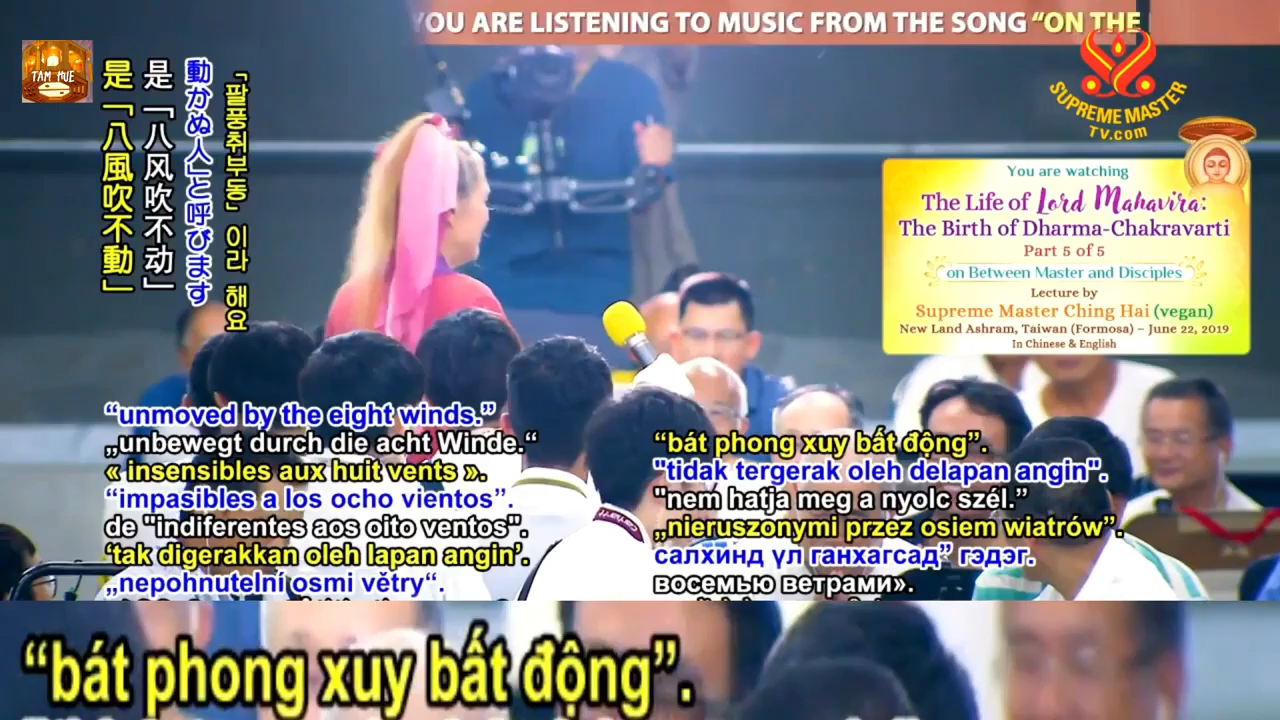 YOU ARE LISTENING TO MUSIC FROM THE SONG “ON THE
TAM HUE
SUPREME MASTER
TV.com
「팔풍취부동」이라 해요
動かぬ人」と呼びます
是「八风吹不动」
是「八風吹不動」
You are watching
The Life of Lord Mahavira:
The Birth of Dharma-Chakravarti
Part 5 of 5
on Between Master and Disciples
Lecture by
Supreme Master Ching Hai (vegan)
New Land Ashram, Taiwan (Formosa) – June 22, 2019
In Chinese & English
“unmoved by the eight winds.”
„unbewegt durch die acht Winde.“
« insensibles aux huit vents ».
“impasibles a los ocho vientos”.
de "indiferentes aos oito ventos".
‘tak digerakkan oleh lapan angin’.
„nepohnutelní osmi větry“.
“bát phong xuy bất động”.
"tidak tergerak oleh delapan angin".
"nem hatja meg a nyolc szél.”
„nieruszonymi przez osiem wiatrów”.
салхинд үл ганхагсад” гэдэг.
восемью ветрами».
“bát phong xuy bất động”.